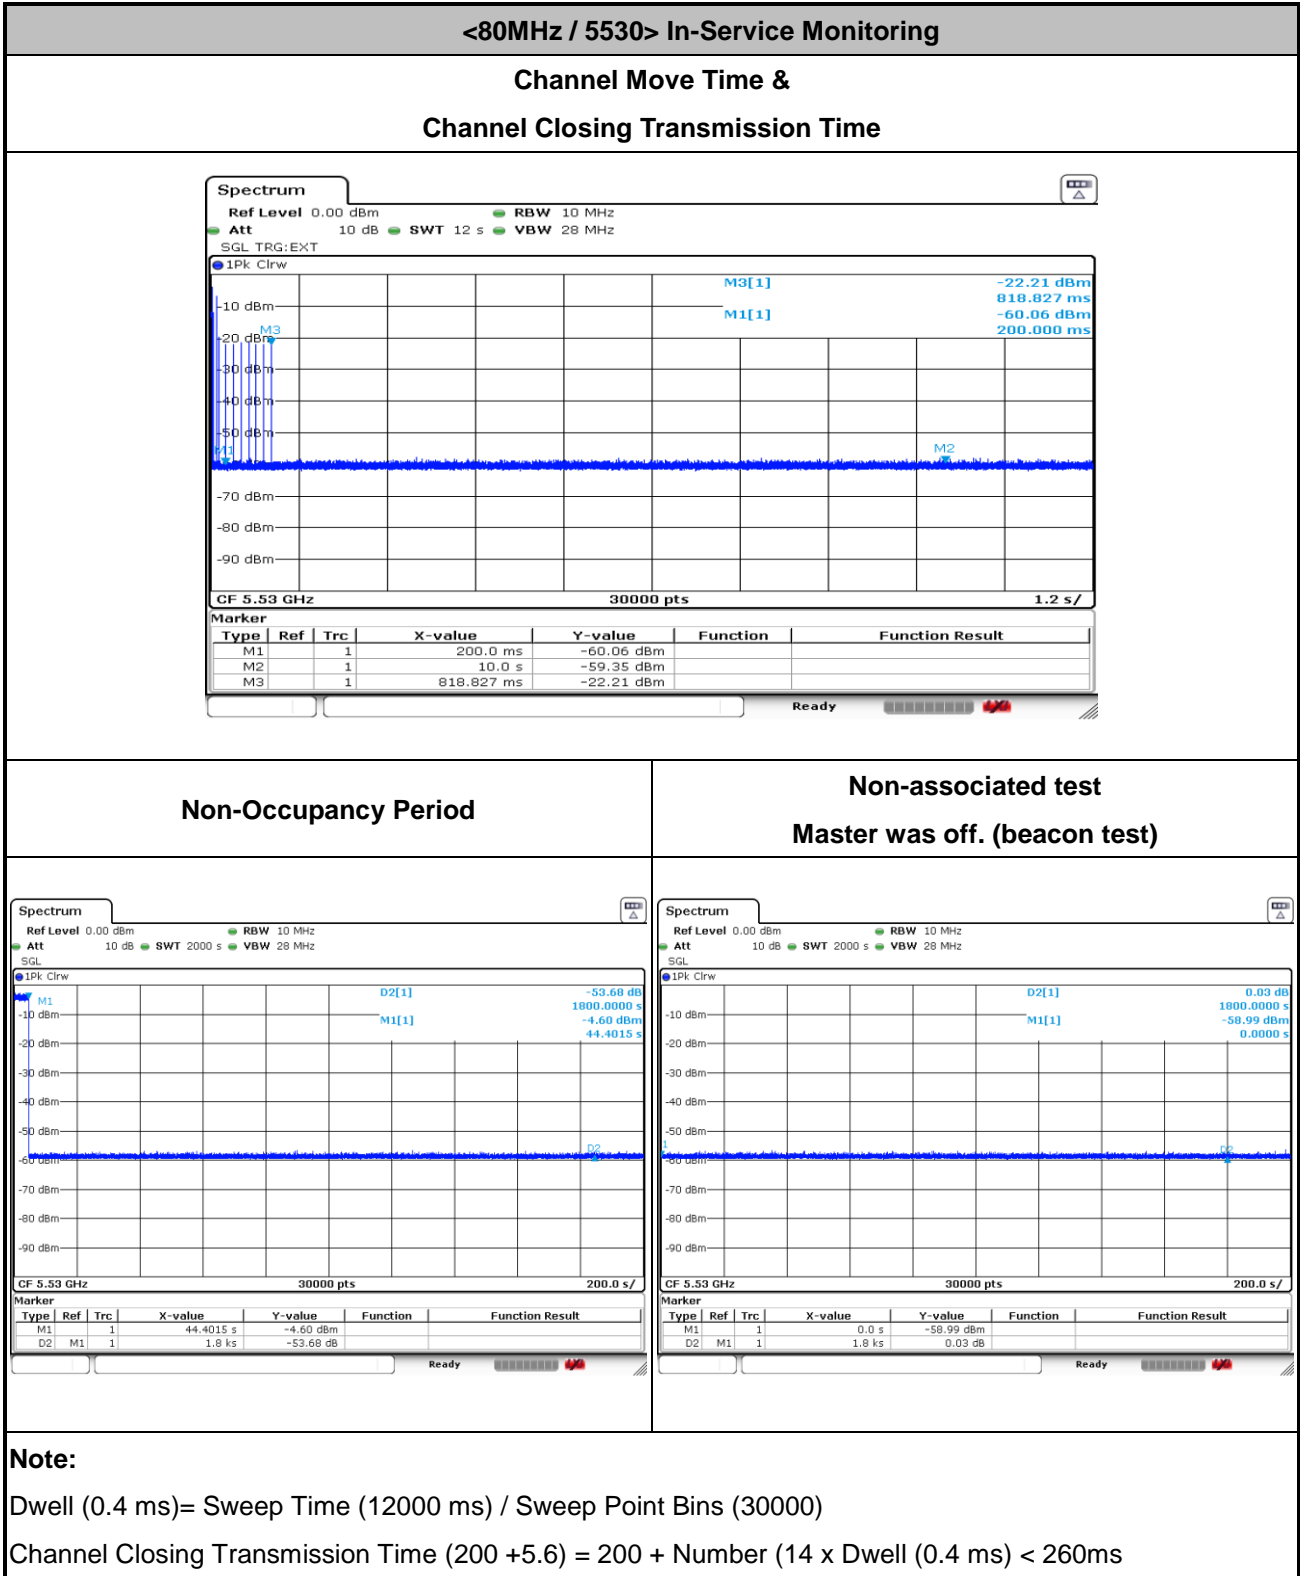 <80MHz / 5530> In-Service Monitoring
Channel Move Time &
Channel Closing Transmission Time
Spectrum
Ref Level 0.00 dBm RBW 10 MHz
Att 10 dB SWT 12 s VBW 28 MHz
SGL TRG:EXT
1Pk Clrw
M3[1] -22.21 dBm
818.827 ms
-10 dBm
M1[1] -60.06 dBm
200.000 ms
M3
-20 dBm
-30 dBm
-40 dBm
-50 dBm
M1 M2
-70 dBm
-80 dBm
-90 dBm
CF 5.53 GHz 30000 pts 1.2 s/
Marker
Type Ref Trc X-value Y-value Function Function Result
M1 1 200.0 ms -60.06 dBm
M2 1 10.0 s -59.35 dBm
M3 1 818.827 ms -22.21 dBm
Ready
Non-Occupancy Period
Non-associated test
Master was off. (beacon test)
Spectrum
Ref Level 0.00 dBm RBW 10 MHz
Att 10 dB SWT 2000 s VBW 28 MHz
SGL
1Pk Clrw
D2[1] -53.68 dB
M1 1800.0000 s
-10 dBm M1[1] -4.60 dBm
44.4015 s
-20 dBm
-30 dBm
-40 dBm
-50 dBm
D2
-60 dBm
-70 dBm
-80 dBm
-90 dBm
CF 5.53 GHz 30000 pts 200.0 s/
Marker
Type Ref Trc X-value Y-value Function Function Result
M1 1 44.4015 s -4.60 dBm
D2 M1 1 1.8 ks -53.68 dB
Ready
Spectrum
Ref Level 0.00 dBm RBW 10 MHz
Att 10 dB SWT 2000 s VBW 28 MHz
SGL
1Pk Clrw
D2[1] 0.03 dB
1800.0000 s
-10 dBm M1[1] -58.99 dBm
0.0000 s
-20 dBm
-30 dBm
-40 dBm
-50 dBm
1 D2
-60 dBm
-70 dBm
-80 dBm
-90 dBm
CF 5.53 GHz 30000 pts 200.0 s/
Marker
Type Ref Trc X-value Y-value Function Function Result
M1 1 0.0 s -58.99 dBm
D2 M1 1 1.8 ks 0.03 dB
Ready
Note:
Dwell (0.4 ms)= Sweep Time (12000 ms) / Sweep Point Bins (30000)
Channel Closing Transmission Time (200 +5.6) = 200 + Number (14 x Dwell (0.4 ms) < 260ms